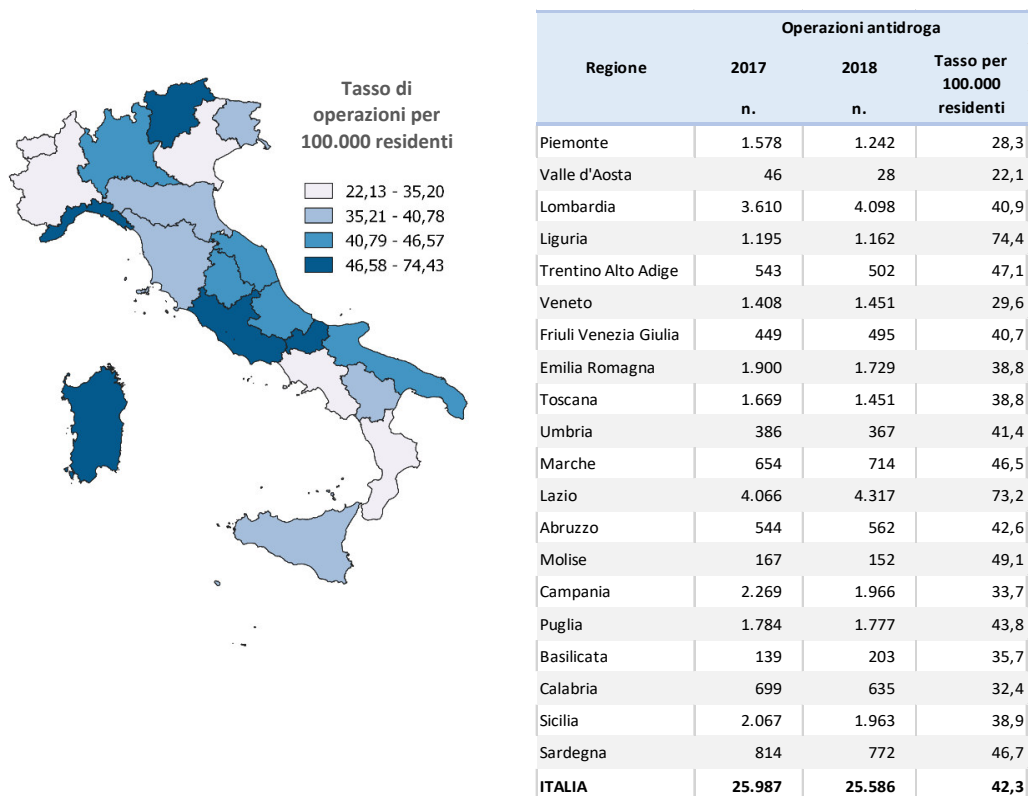 Tasso di
operazioni per
100.000 residenti
22,13 - 35,20
35,21 - 40,78
40,79 - 46,57
46,58 - 74,43
Operazioni antidroga
Regione 2017 2018 Tasso per 100.000 residenti
n. n.
Piemonte 1.578 1.242 28,3
Valle d'Aosta 46 28 22,1
Lombardia 3.610 4.098 40,9
Liguria 1.195 1.162 74,4
Trentino Alto Adige 543 502 47,1
Veneto 1.408 1.451 29,6
Friuli Venezia Giulia 449 495 40,7
Emilia Romagna 1.900 1.729 38,8
Toscana 1.669 1.451 38,8
Umbria 386 367 41,4
Marche 654 714 46,5
Lazio 4.066 4.317 73,2
Abruzzo 544 562 42,6
Molise 167 152 49,1
Campania 2.269 1.966 33,7
Puglia 1.784 1.777 43,8
Basilicata 139 203 35,7
Calabria 699 635 32,4
Sicilia 2.067 1.963 38,9
Sardegna 814 772 46,7
ITALIA 25.987 25.586 42,3